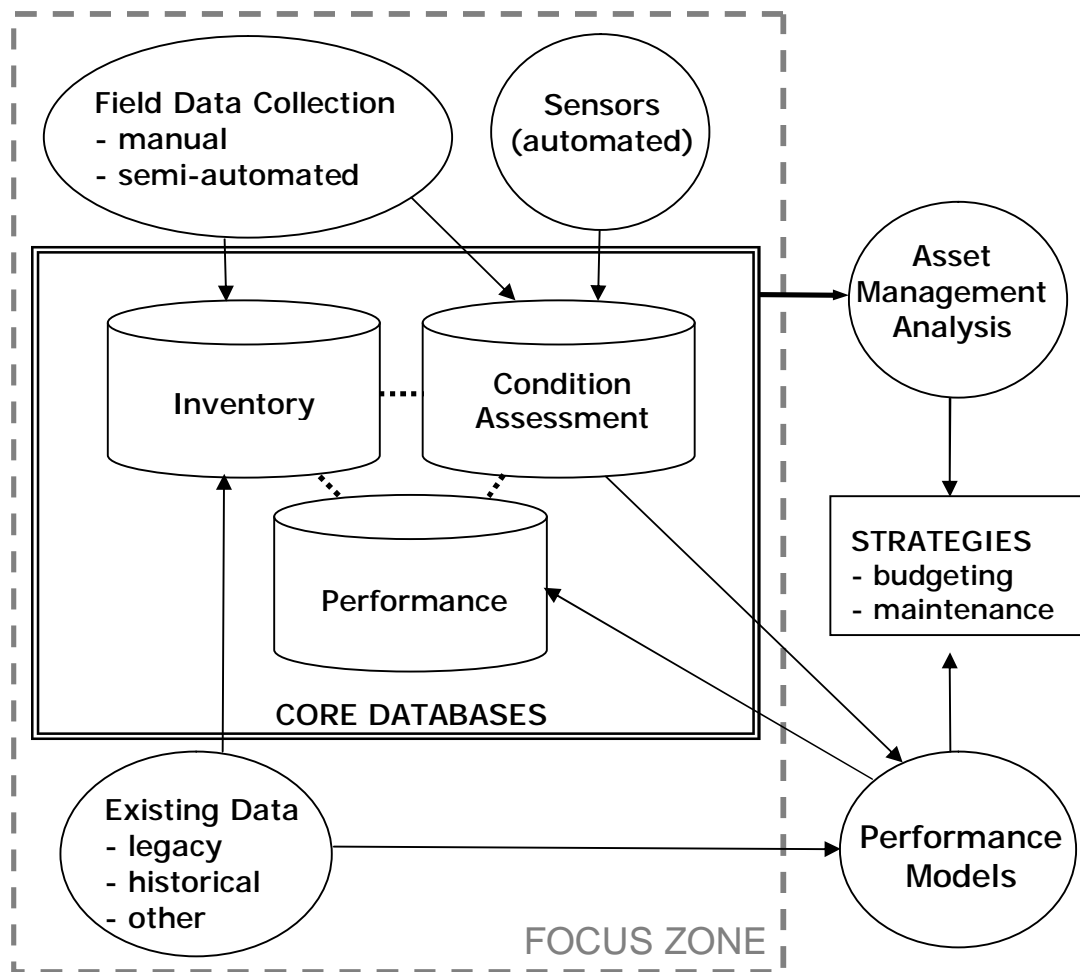 Field Data Collection
- manual
- semi-automated
Sensors
(automated)
Asset
Management
Analysis
Inventory
Condition
Assessment
STRATEGIES
- budgeting
- maintenance
Performance
CORE DATABASES
Existing Data
- legacy
- historical
- other
Performance
Models
FOCUS ZONE